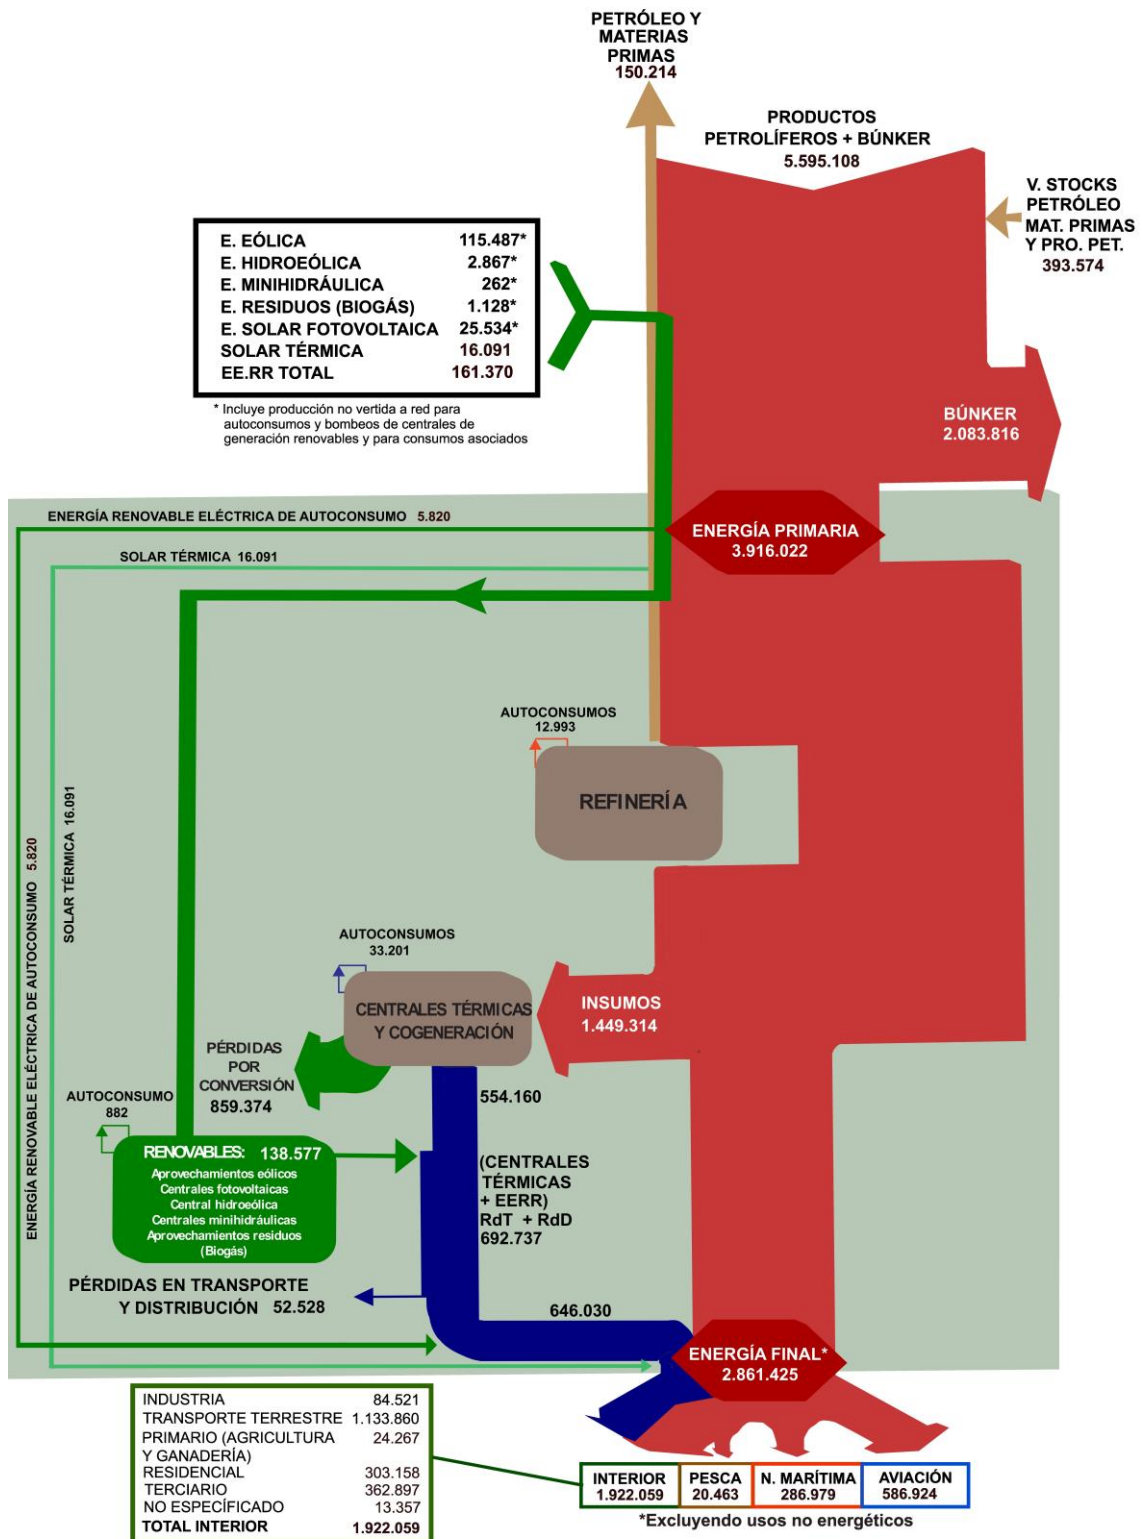 PETRÓLEO Y
MATERIAS
PRIMAS
150.214
PRODUCTOS
PETROLÍFEROS + BÚNKER
5.595.108
V. STOCKS
PETRÓLEO
MAT. PRIMAS
Y PRO. PET.
393.574
E. EÓLICA 115.487*
E. HIDROEÓLICA 2.867*
E. MINIHIDRÁULICA 262*
E. RESIDUOS (BIOGÁS) 1.128*
E. SOLAR FOTOVOLTAICA 25.534*
SOLAR TÉRMICA 16.091
EE.RR TOTAL 161.370
* Incluye producción no vertida a red para
autoconsumos y bombeos de centrales de
generación renovables y para consumos asociados
BÚNKER
2.083.816
ENERGÍA RENOVABLE ELÉCTRICA DE AUTOCONSUMO 5.820
ENERGÍA PRIMARIA
3.916.022
SOLAR TÉRMICA 16.091
AUTOCONSUMOS
12.993
REFINERÍA
SOLAR TÉRMICA 16.091
ENERGÍA RENOVABLE ELÉCTRICA DE AUTOCONSUMO 5.820
AUTOCONSUMOS
33.201
CENTRALES TÉRMICAS
Y COGENERACIÓN
INSUMOS
1.449.314
PÉRDIDAS
POR
CONVERSIÓN
859.374
554.160
AUTOCONSUMO
882
RENOVABLES: 138.577
Aprovechamientos eólicos
Centrales fotovoltaicas
Central hidroeólica
Centrales minihidráulicas
Aprovechamientos residuos
(Biogás)
(CENTRALES
TÉRMICAS
+ EERR)
RdT + RdD
692.737
PÉRDIDAS EN TRANSPORTE
Y DISTRIBUCIÓN 52.528
646.030
ENERGÍA FINAL*
2.861.425
INDUSTRIA 84.521
TRANSPORTE TERRESTRE 1.133.860
PRIMARIO (AGRICULTURA 24.267
Y GANADERÍA)
RESIDENCIAL 303.158
TERCIARIO 362.897
NO ESPECÍFICADO 13.357
TOTAL INTERIOR 1.922.059
INTERIOR PESCA N. MARÍTIMA AVIACIÓN
1.922.059 20.463 286.979 586.924
*Excluyendo usos no energéticos